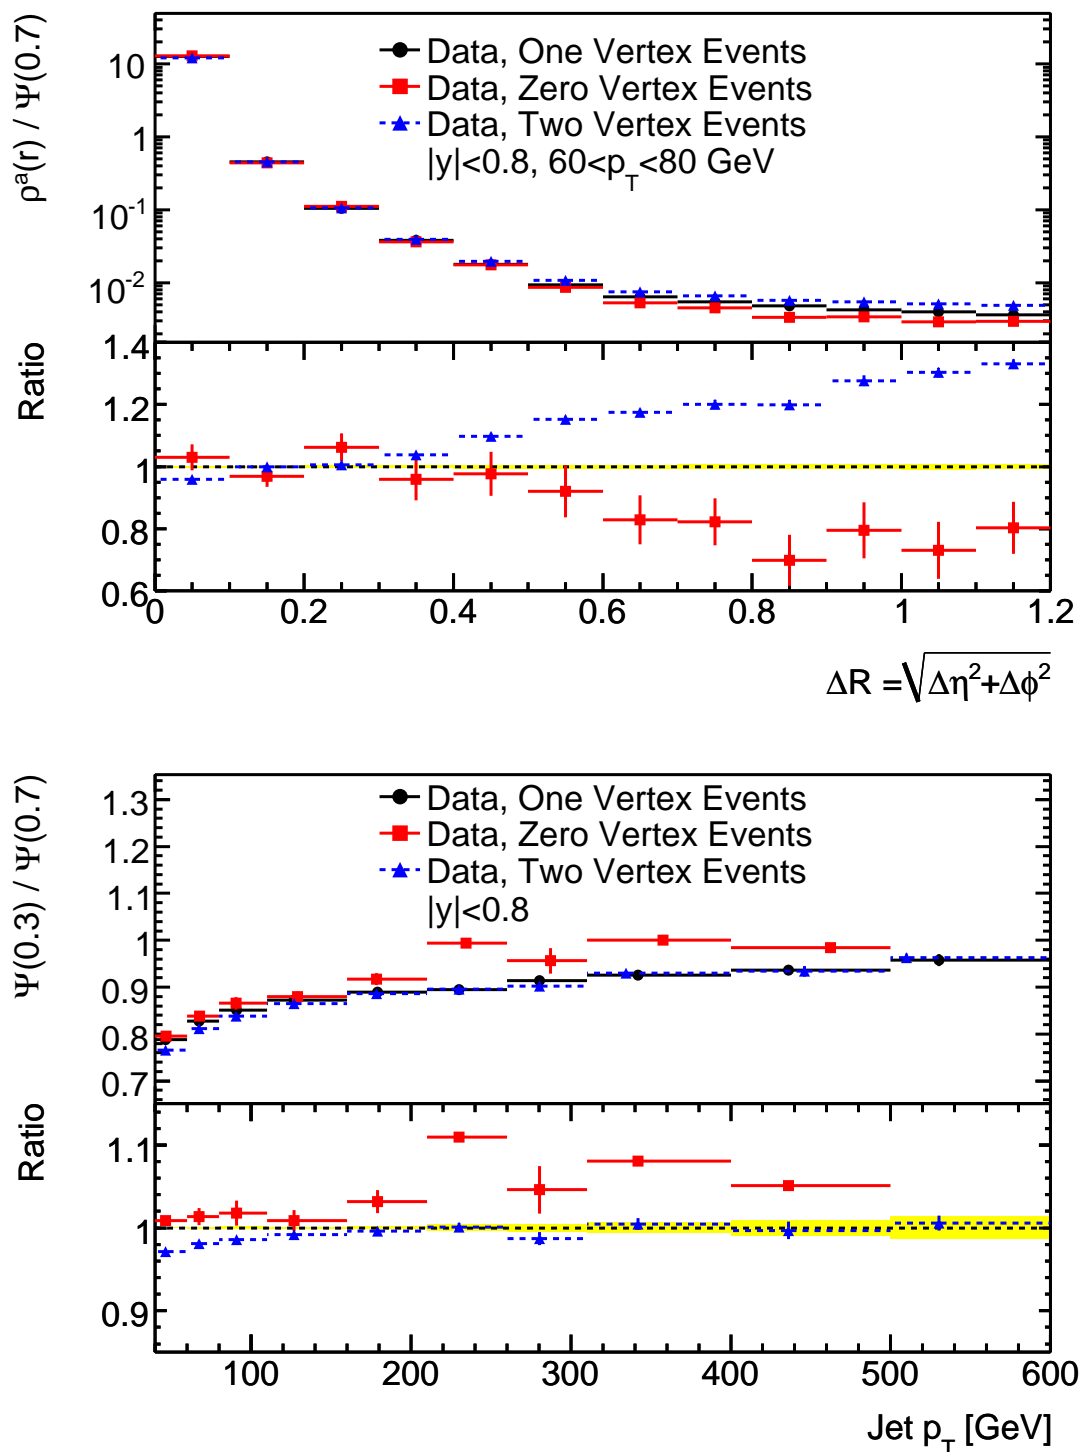 ρᵃ(r) / Ψ(0.7)
10
1
10⁻¹
10⁻²
Data, One Vertex Events
Data, Zero Vertex Events
Data, Two Vertex Events
|y|<0.8, 60<p_T<80 GeV
Ratio
1.4
1.2
1
0.8
0.6
0 0.2 0.4 0.6 0.8 1 1.2
ΔR = √Δη²+Δϕ²
Ψ(0.3) / Ψ(0.7)
1.3
1.2
1.1
1
0.9
0.8
0.7
Data, One Vertex Events
Data, Zero Vertex Events
Data, Two Vertex Events
|y|<0.8
Ratio
1.1
1
0.9
100 200 300 400 500 600
Jet p_T [GeV]